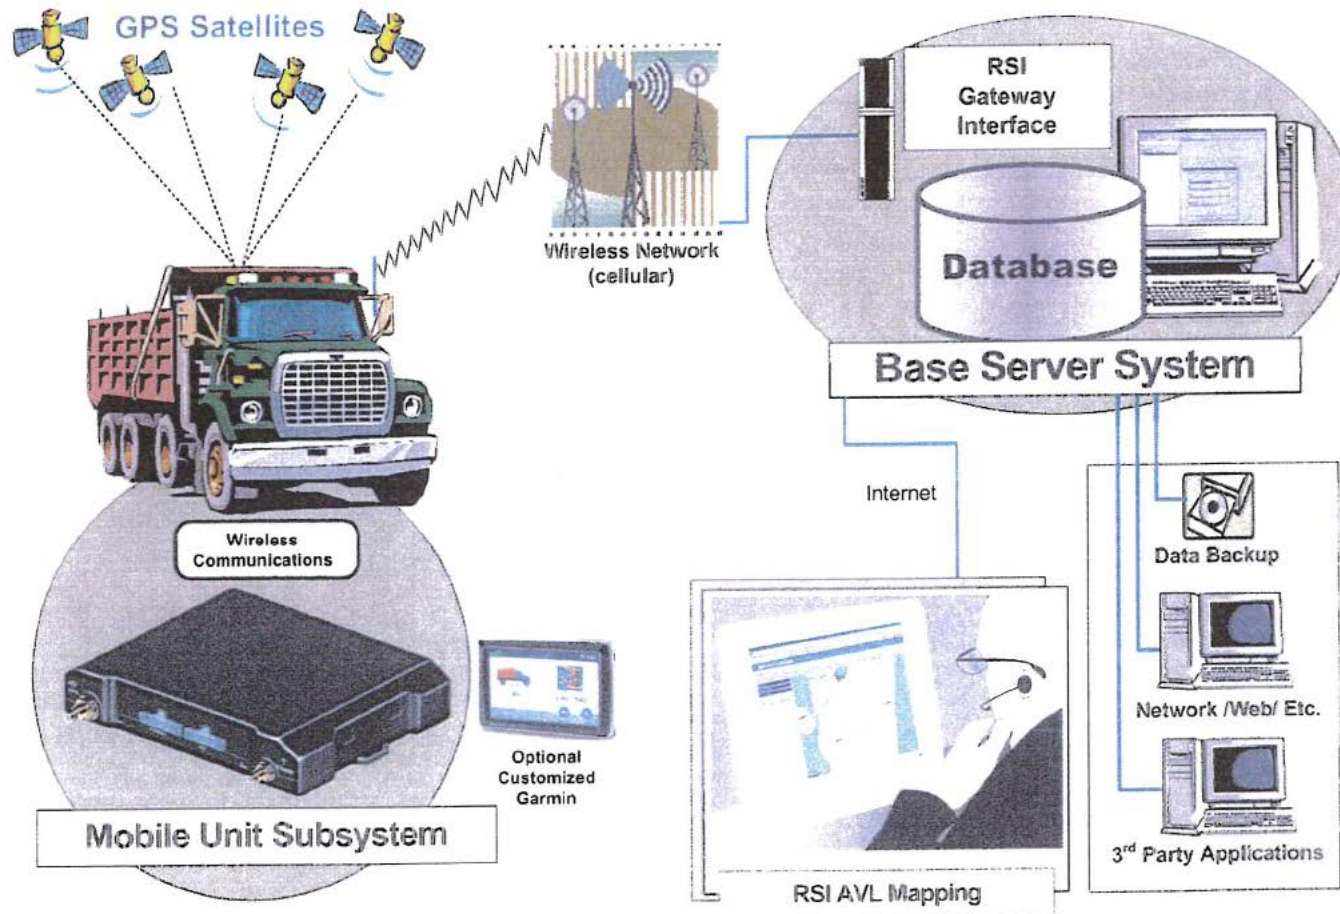 GPS Satellites
RSI
Gateway
Interface
Wireless Network
(cellular)
Database
Base Server System
Internet
Wireless
Communications
Data Backup
Network /Web/ Etc.
Optional
Customized
Garmin
Mobile Unit Subsystem
3rd Party Applications
RSI AVL Mapping